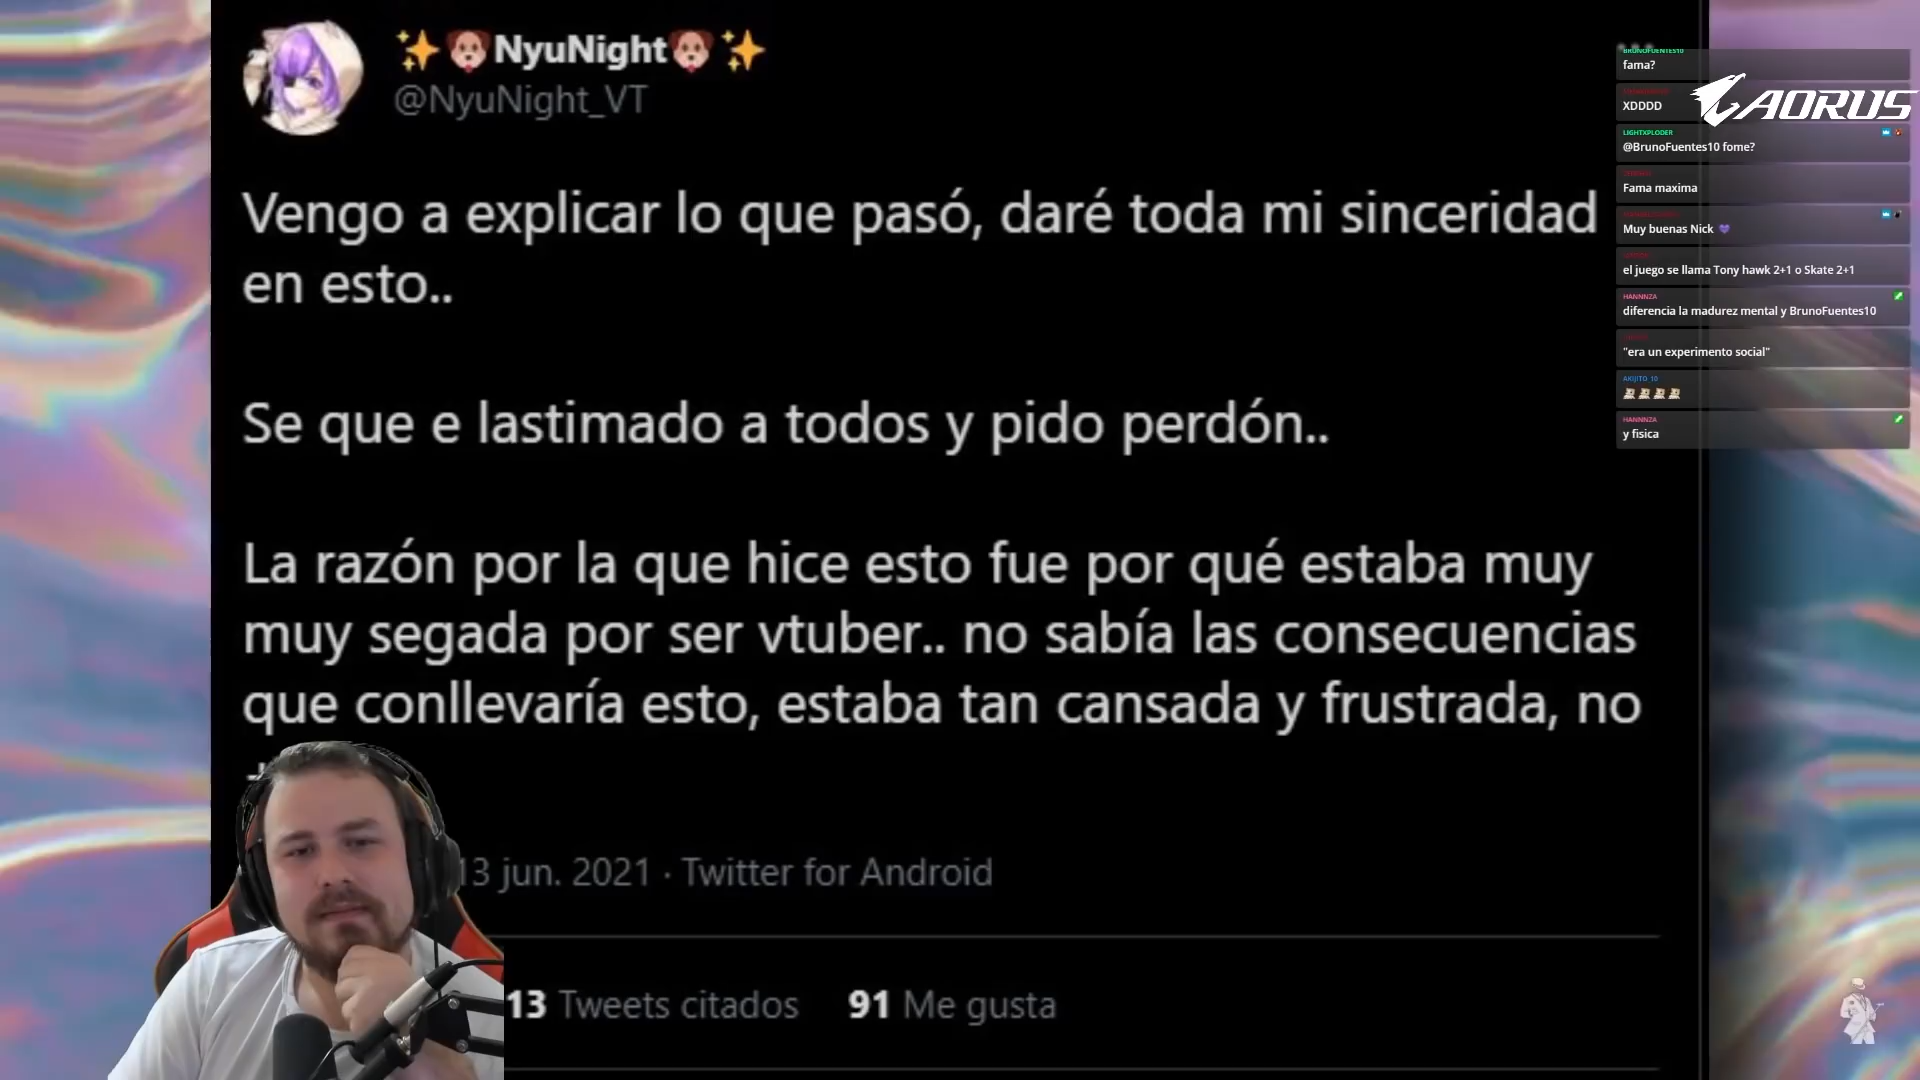 NyuNight
@NyuNight_VT
Vengo a explicar lo que pasó, daré toda mi sinceridad
en esto..
Se que e lastimado a todos y pido perdón..
La razón por la que hice esto fue por qué estaba muy
muy segada por ser vtuber.. no sabía las consecuencias
que conllevaría esto, estaba tan cansada y frustrada, no
13 jun. 2021 · Twitter for Android
13 Tweets citados 91 Me gusta
BRUNOFUENTES10
fama?
XDDDD
AORUS
LIGHTXPLODER
@BrunoFuentes10 fome?
Fama maxima
Muy buenas Nick
el juego se llama Tony hawk 2+1 o Skate 2+1
HANNNZA
diferencia la madurez mental y BrunoFuentes10
"era un experimento social"
AKIJITO_10
HANNNZA
y fisica